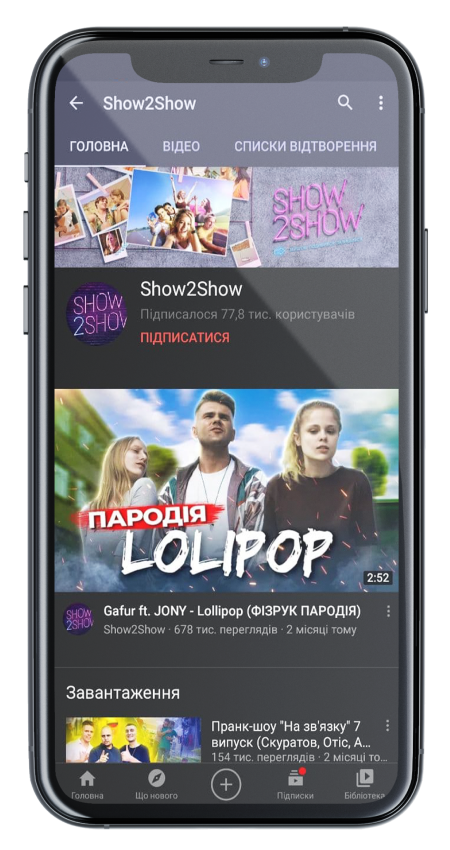 Show2Show
ГОЛОВНА ВІДЕО СПИСКИ ВІДТВОРЕННЯ
SHOW
2SHOW
Show2Show
SHOW
2SHOW
Підписалося 77,8 тис. користувачів
ПІДПИСАТИСЯ
ПАРОДІЯ
LOLIPOP
2:52
SHOW
2SHOW
Gafur ft. JONY - Lollipop (ФІЗРУК ПАРОДІЯ)
Show2Show · 678 тис. переглядів · 2 місяці тому
Завантаження
Пранк-шоу "На зв'язку" 7
випуск (Скуратов, Отіс, А...
154 тис. переглядів · 2 місяці то...
Головна Що нового Підписки Бібліотека